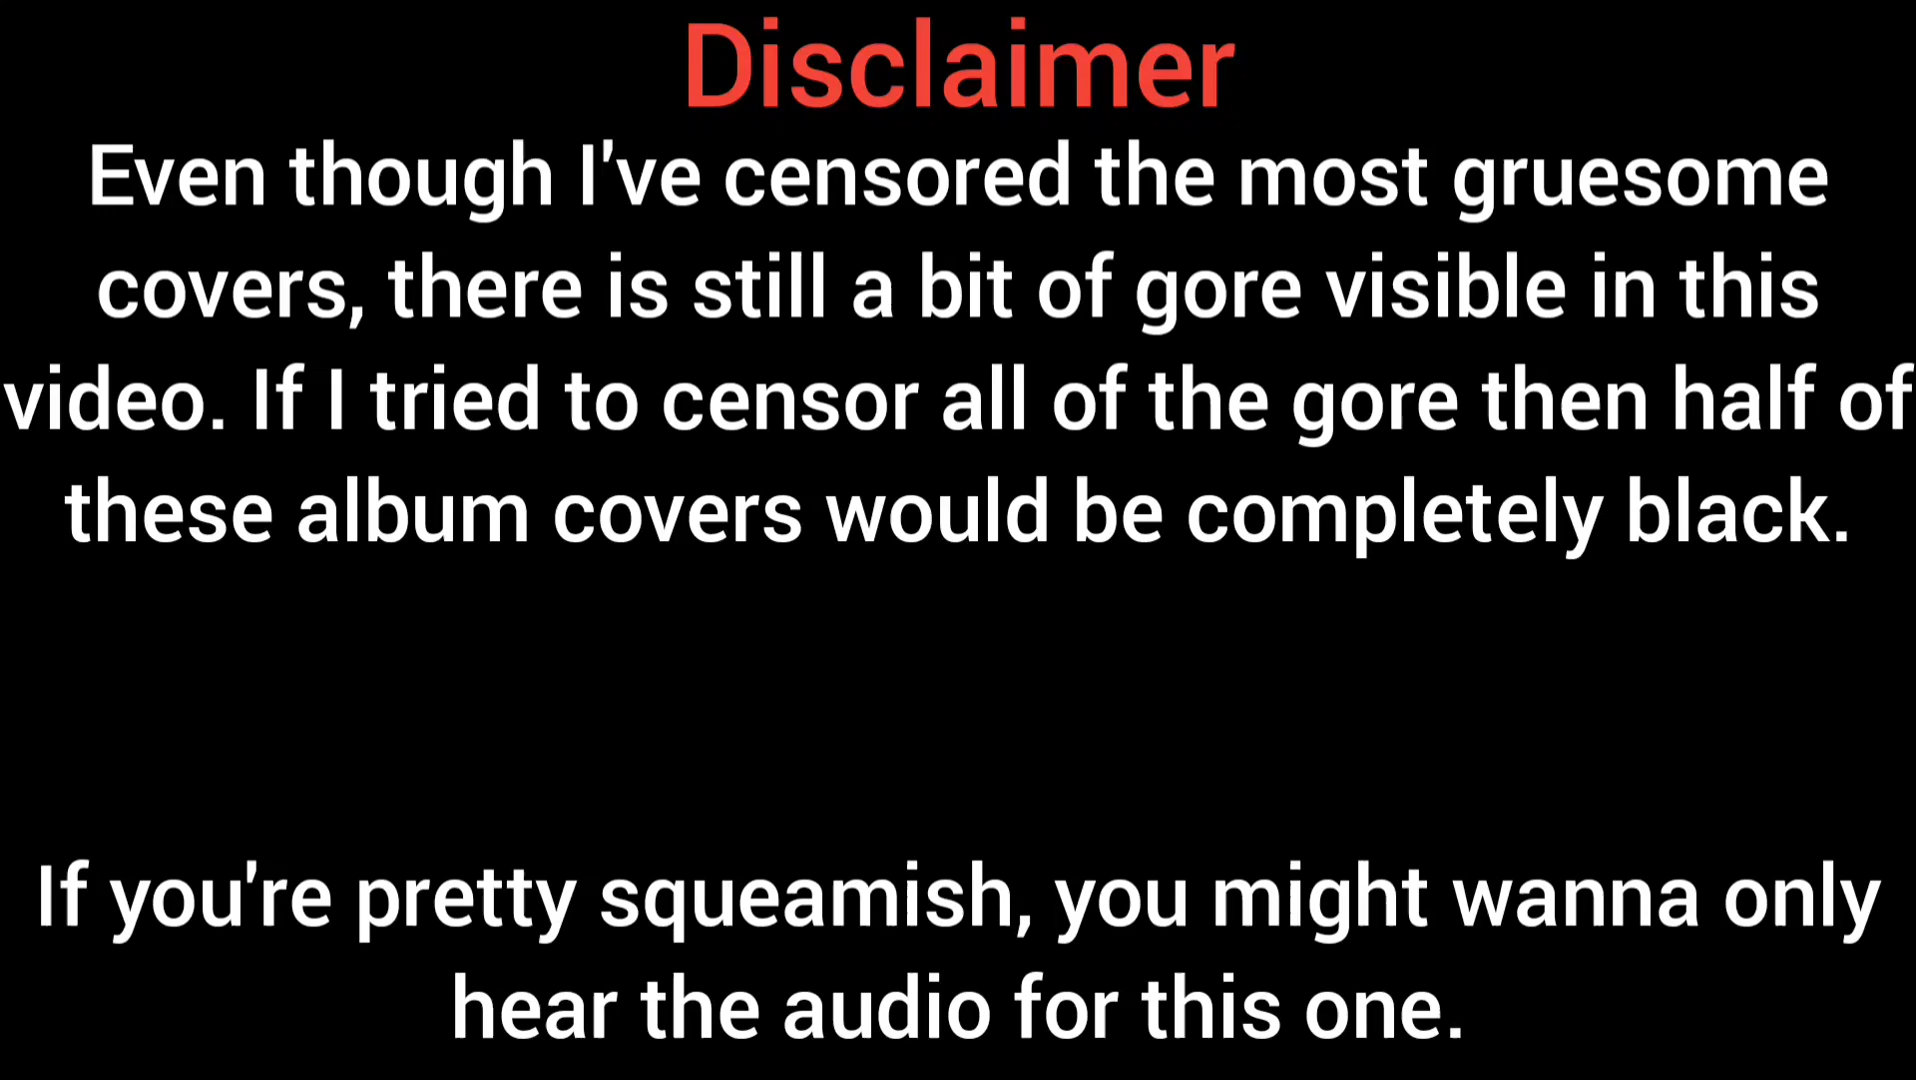 Disclaimer
Even though I've censored the most gruesome
covers, there is still a bit of gore visible in this
video. If I tried to censor all of the gore then half of
these album covers would be completely black.
If you're pretty squeamish, you might wanna only
hear the audio for this one.